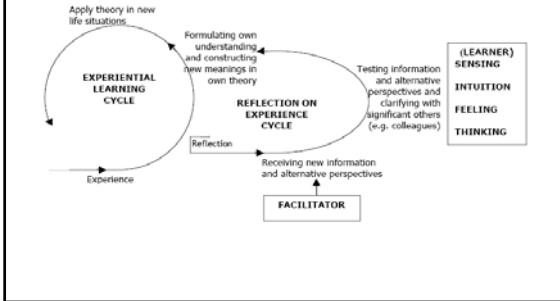 Apply theory in new
life situations
EXPERIENTIAL
LEARNING
CYCLE
Experience
Formulating own
understanding
and constructing
new meanings in
own theory
REFLECTION ON
EXPERIENCE
CYCLE
Reflection
Receiving new information
and alternative perspectives
FACILITATOR
Testing information
and alternative
perspectives and
clarifying with
significant others
(e.g. colleagues)
(LEARNER)
SENSING
INTUITION
FEELING
THINKING